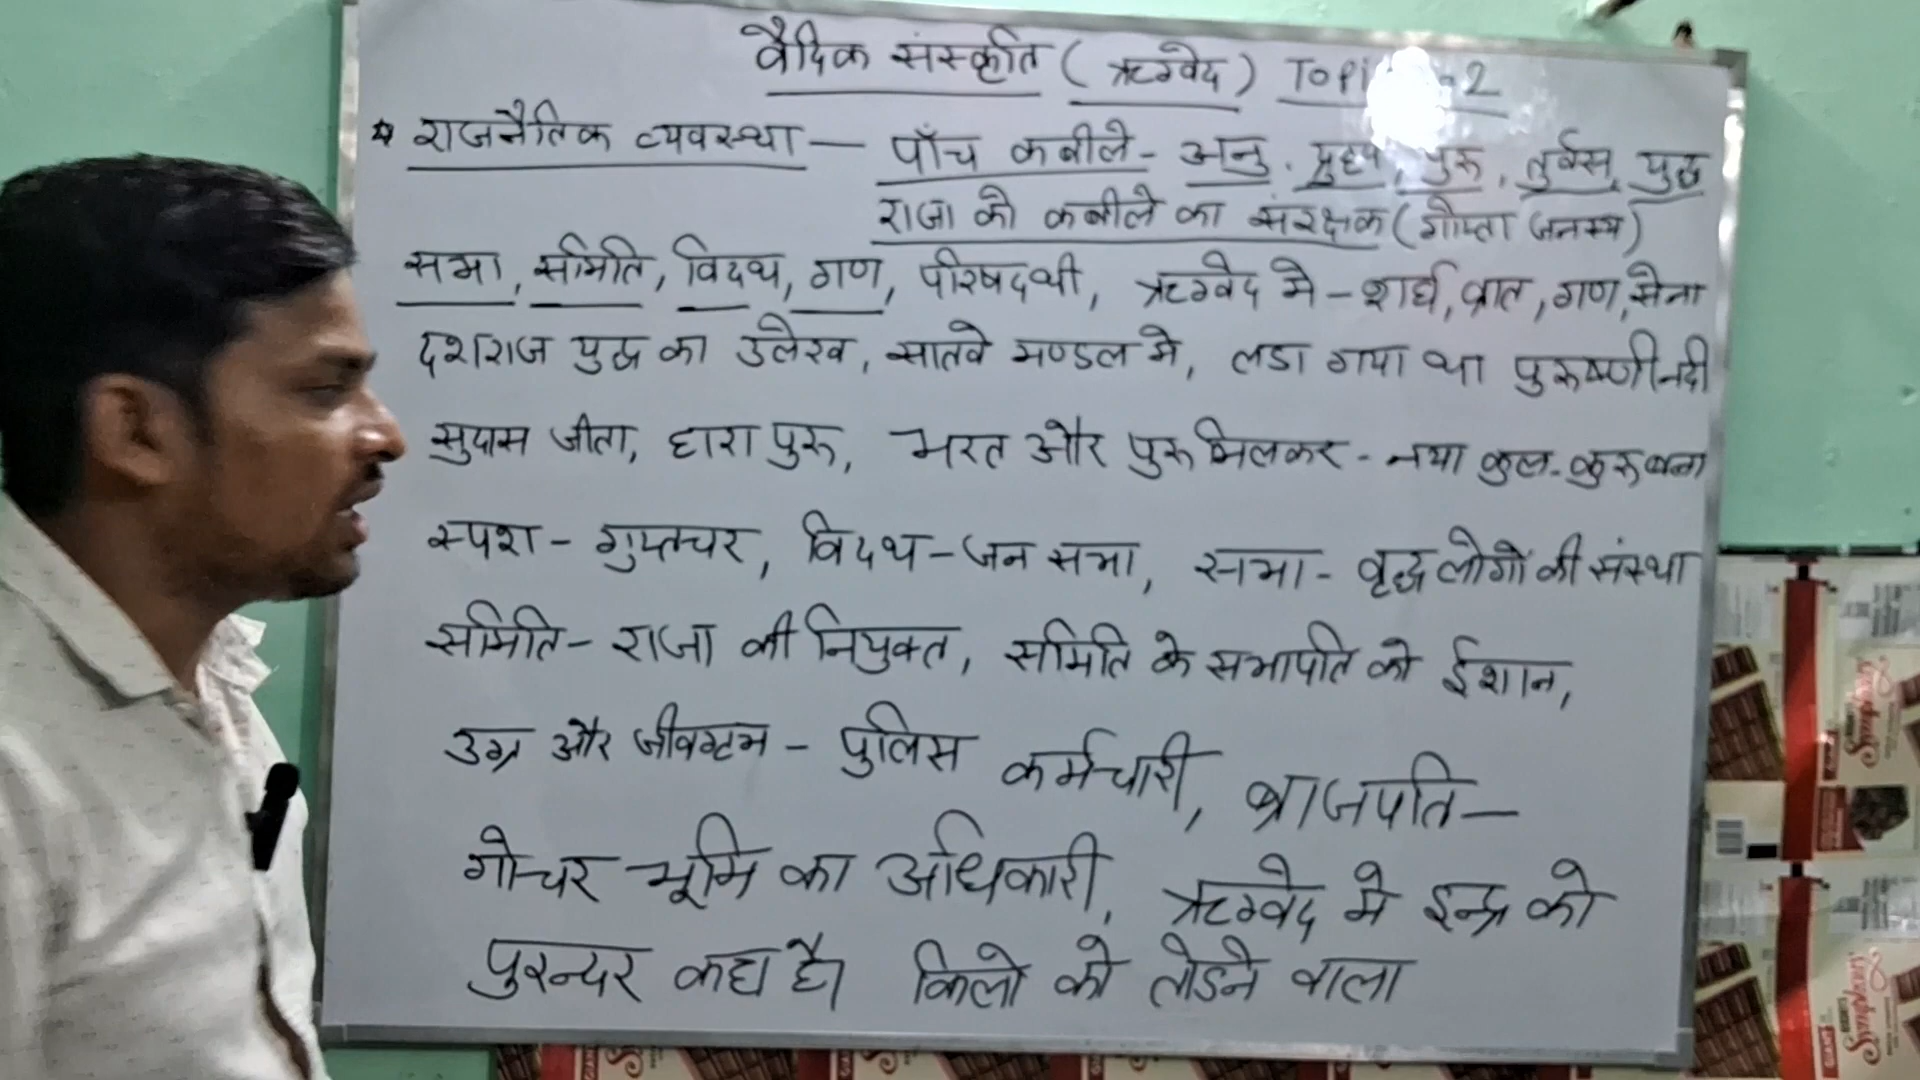 वैदिक संस्कृति ( ऋग्वेद ) Topi - 2
* राजनैतिक व्यवस्था — पाँच कबीले - अनु, द्रुहय, पुरु, तुर्वस, यदु
राजा को कबीले का संरक्षक ( गोप्ता जनस्य )
सभा, समिति, विदथ, गण, परिषद थी, ऋग्वेद मे - शार्ध, व्रात, गण, सेना
दशराज युद्ध का उलेख, सातवे मण्डल मे, लडा गया था पुरुष्णी नदी
सुदास जीता, हारा पुरु, भरत और पुरु मिलकर - नया कुल - कुरु बना
स्पश - गुप्तचर, विदथ - जन सभा, सभा - वृद्ध लोगो की संस्था
समिति - राजा की नियुक्त, समिति के सभापति को ईशान,
उग्र और जीवग्रभ - पुलिस कर्मचारी, व्राजपति -
गोचर भूमि का अधिकारी, ऋग्वेद मे इन्द्र को
पुरन्दर कहा है। किलो को तोडने वाला